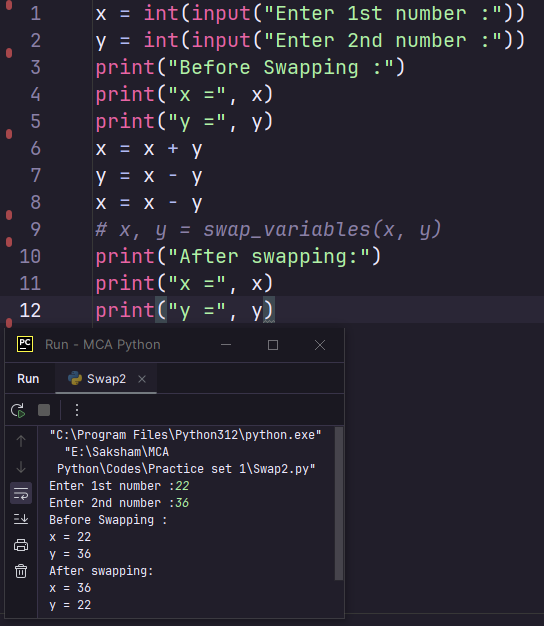 1 x = int(input("Enter 1st number :"))
2 y = int(input("Enter 2nd number :"))
3 print("Before Swapping :")
4 print("x =", x)
5 print("y =", y)
6 x = x + y
7 y = x - y
8 x = x - y
9 # x, y = swap_variables(x, y)
10 print("After swapping:")
11 print("x =", x)
12 print("y =", y)
PC Run - MCA Python
Run Swap2
"C:\Program Files\Python312\python.exe"
"E:\Saksham\MCA
Python\Codes\Practice set 1\Swap2.py"
Enter 1st number :22
Enter 2nd number :36
Before Swapping :
x = 22
y = 36
After swapping:
x = 36
y = 22